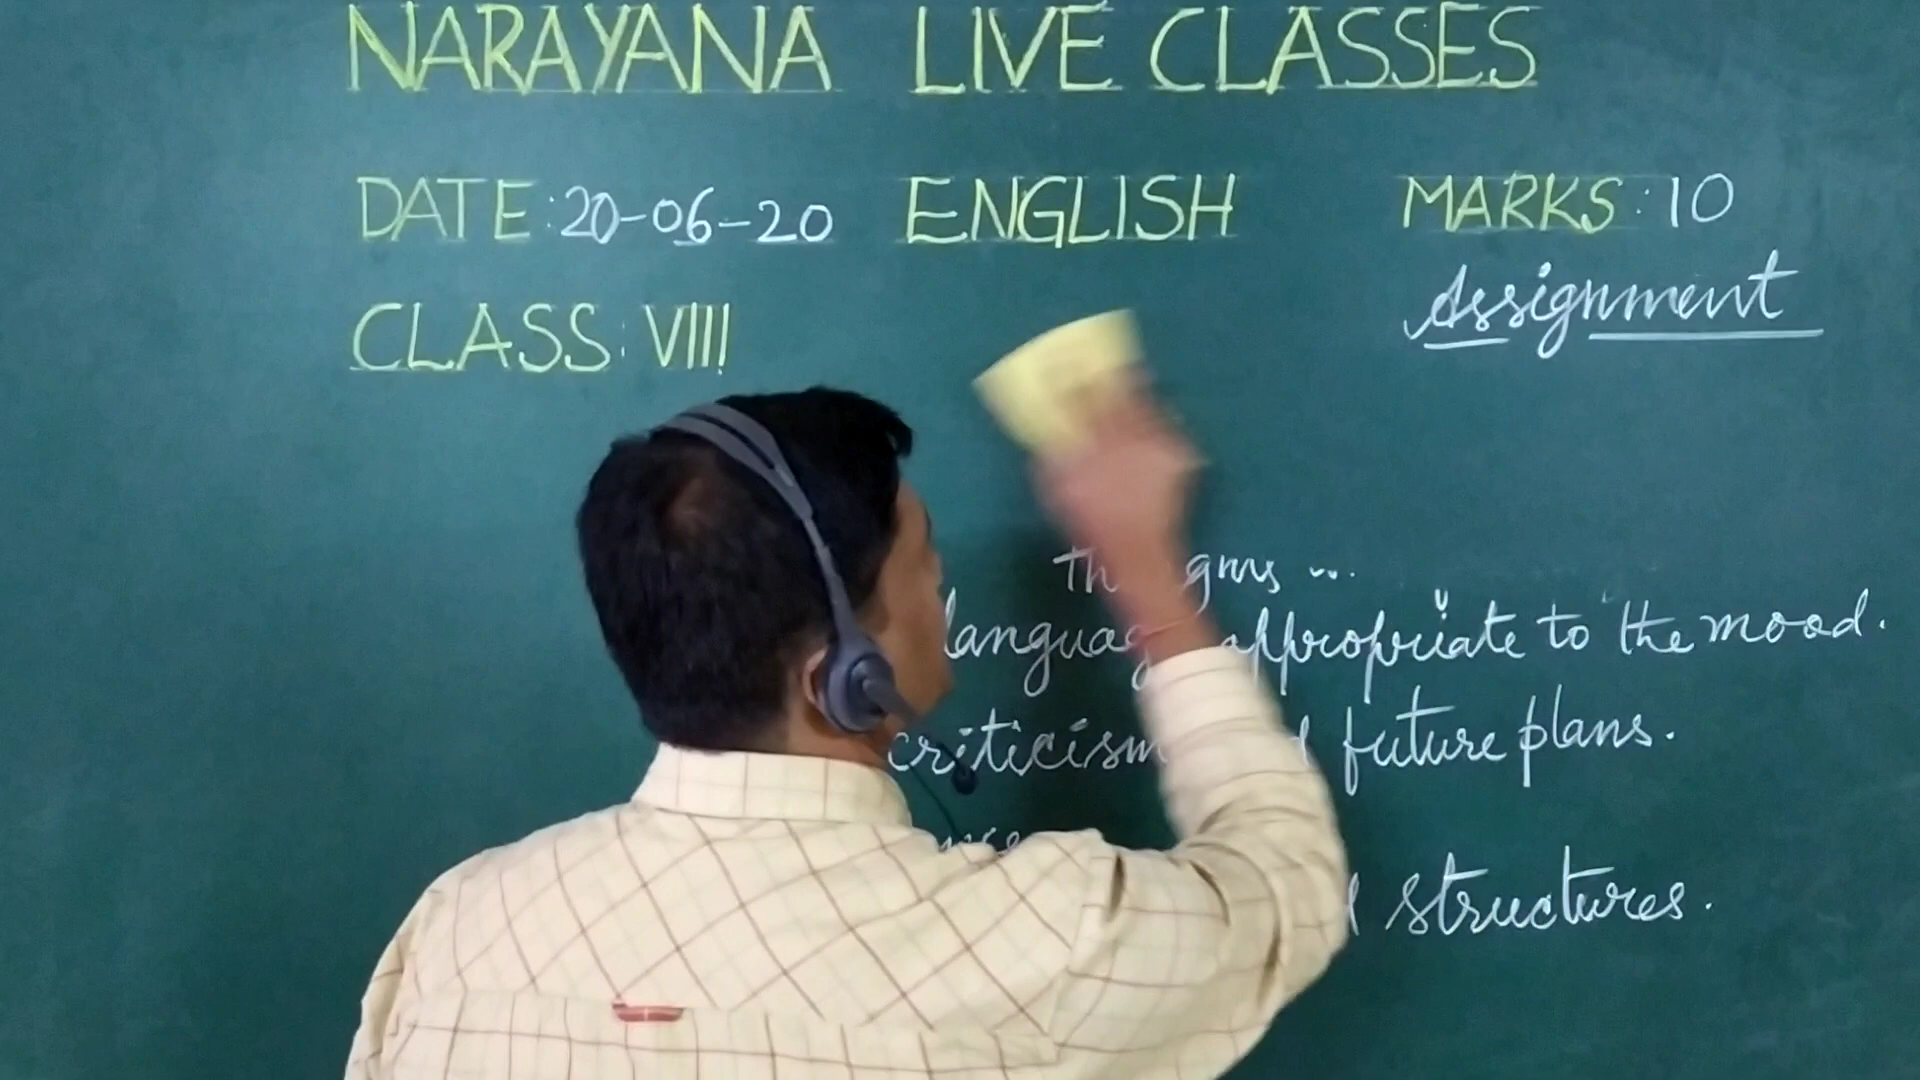 NARAYANA LIVE CLASSES
DATE: 20-06-20 ENGLISH MARKS: 10
Assignment
CLASS: VIII
appropriate to the mood.
criticism future plans.
structures.